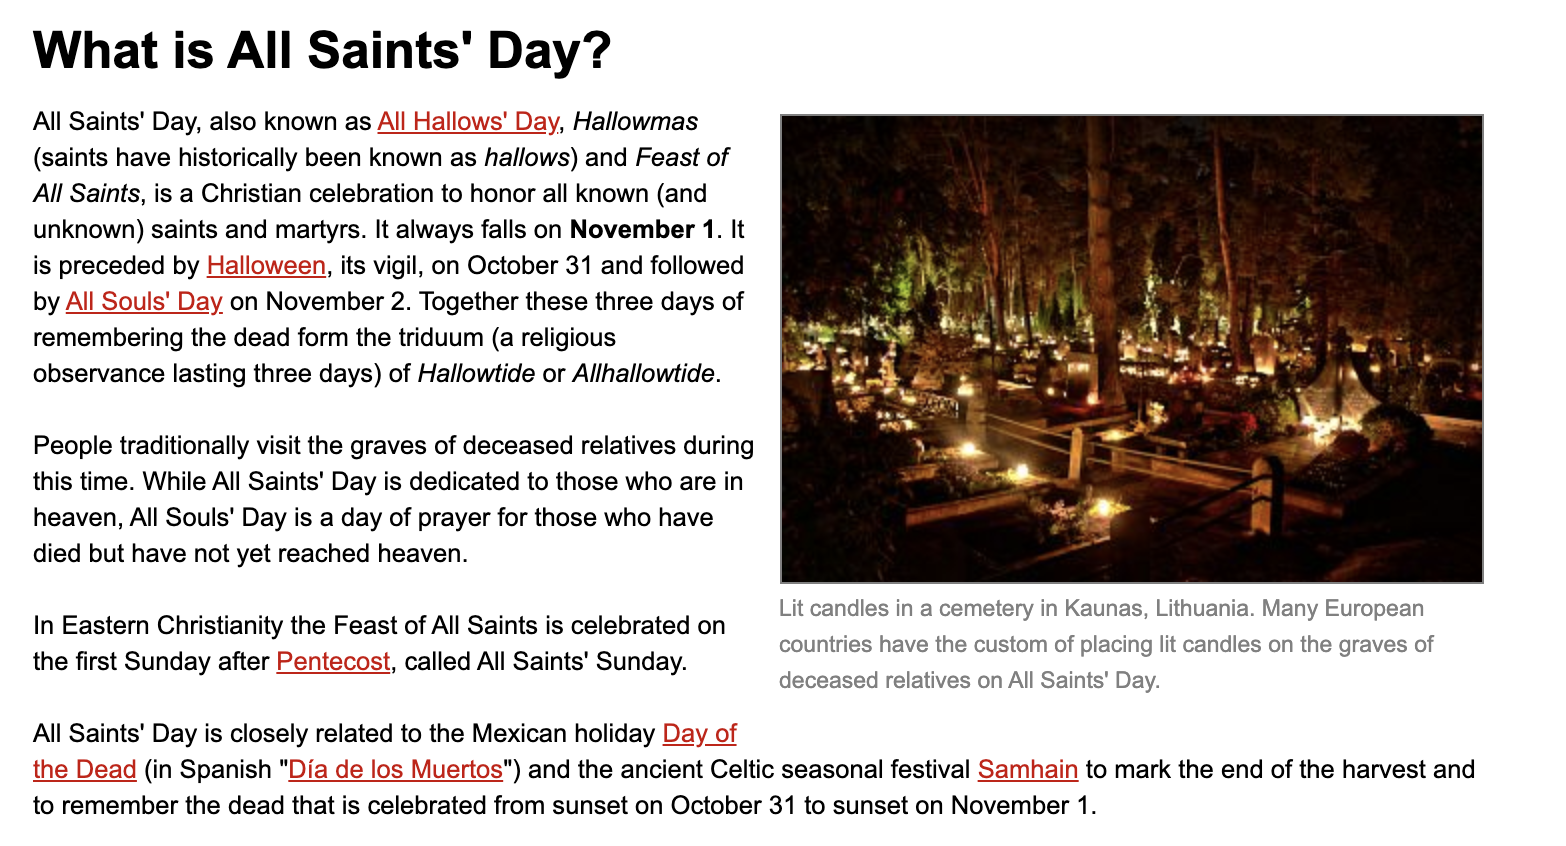 What is All Saints' Day?
All Saints' Day, also known as All Hallows' Day, Hallowmas
(saints have historically been known as hallows) and Feast of
All Saints, is a Christian celebration to honor all known (and
unknown) saints and martyrs. It always falls on November 1. It
is preceded by Halloween, its vigil, on October 31 and followed
by All Souls' Day on November 2. Together these three days of
remembering the dead form the triduum (a religious
observance lasting three days) of Hallowtide or Allhallowtide.
People traditionally visit the graves of deceased relatives during
this time. While All Saints' Day is dedicated to those who are in
heaven, All Souls' Day is a day of prayer for those who have
died but have not yet reached heaven.
In Eastern Christianity the Feast of All Saints is celebrated on
the first Sunday after Pentecost, called All Saints' Sunday.
Lit candles in a cemetery in Kaunas, Lithuania. Many European
countries have the custom of placing lit candles on the graves of
deceased relatives on All Saints' Day.
All Saints' Day is closely related to the Mexican holiday Day of
the Dead (in Spanish "Día de los Muertos") and the ancient Celtic seasonal festival Samhain to mark the end of the harvest and
to remember the dead that is celebrated from sunset on October 31 to sunset on November 1.